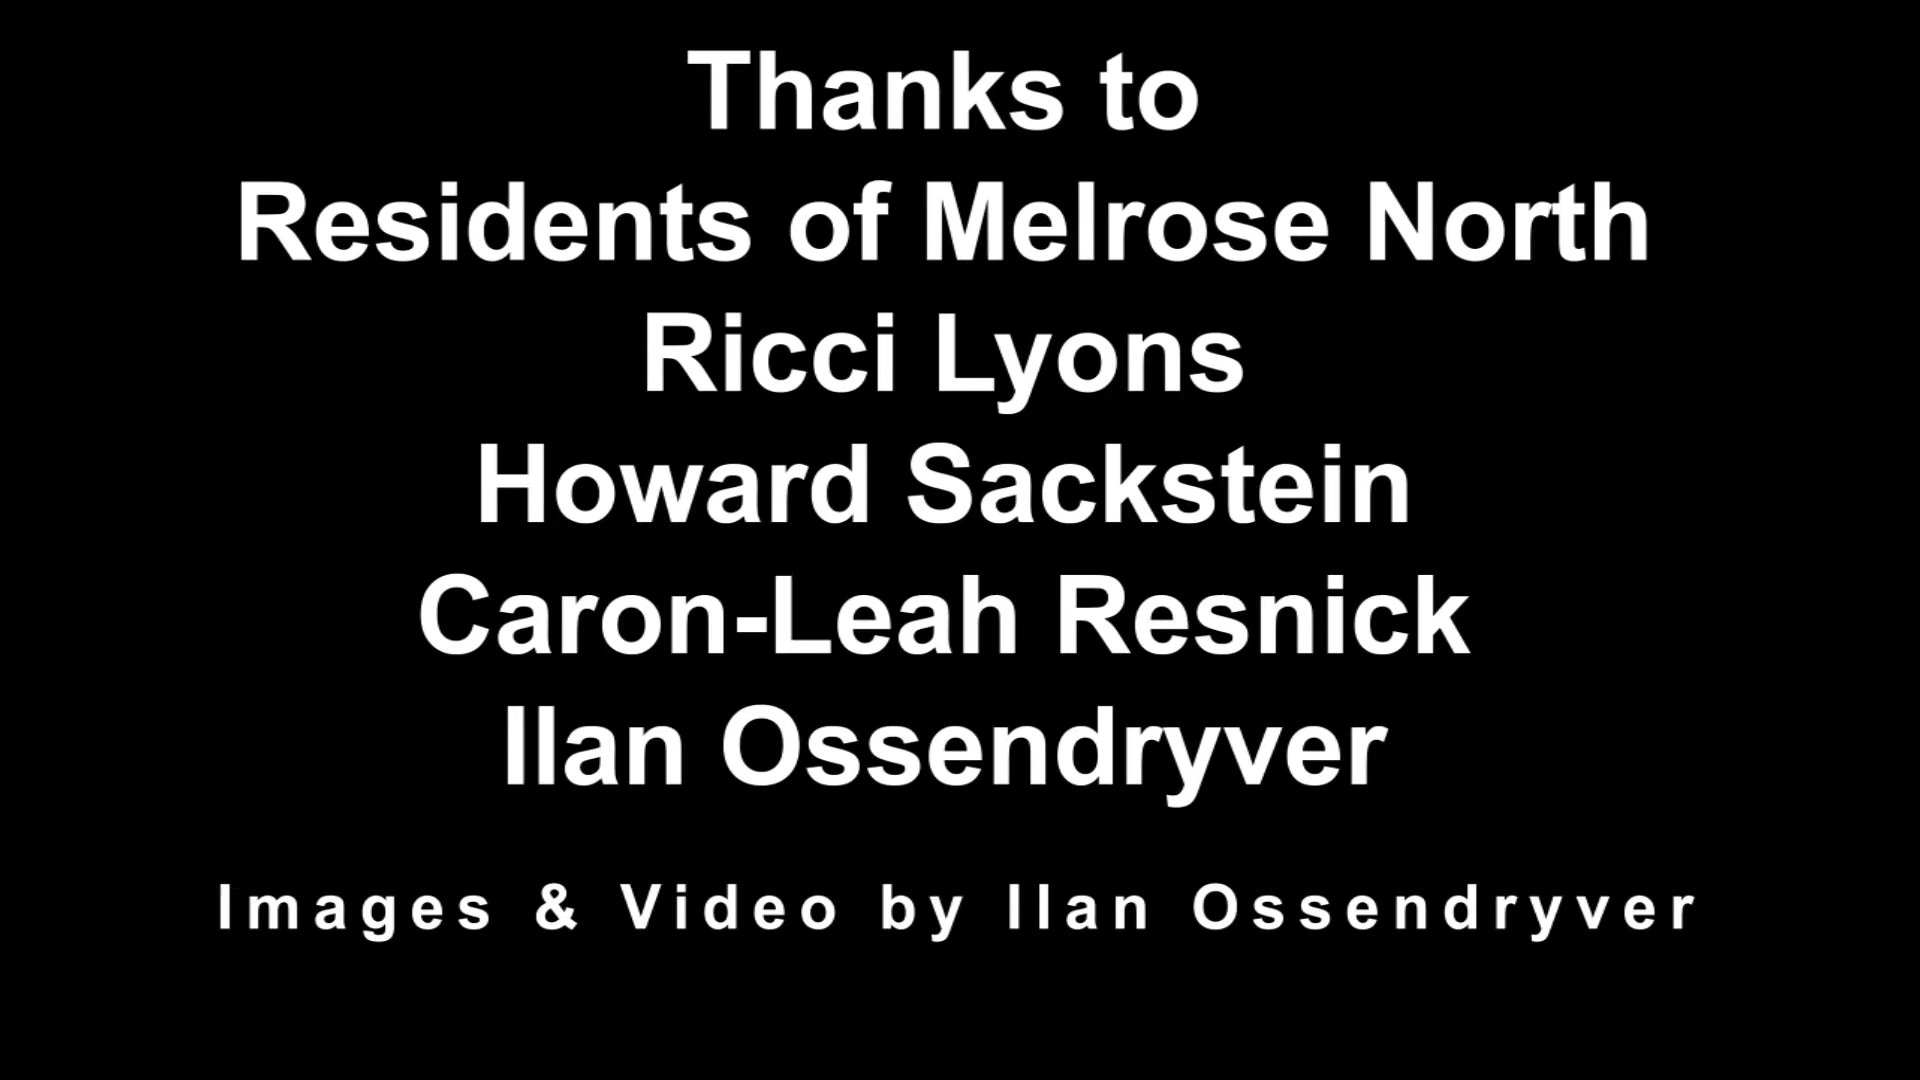 Thanks to
Residents of Melrose North
Ricci Lyons
Howard Sackstein
Caron-Leah Resnick
Ilan Ossendryver
Images & Video by Ilan Ossendryver